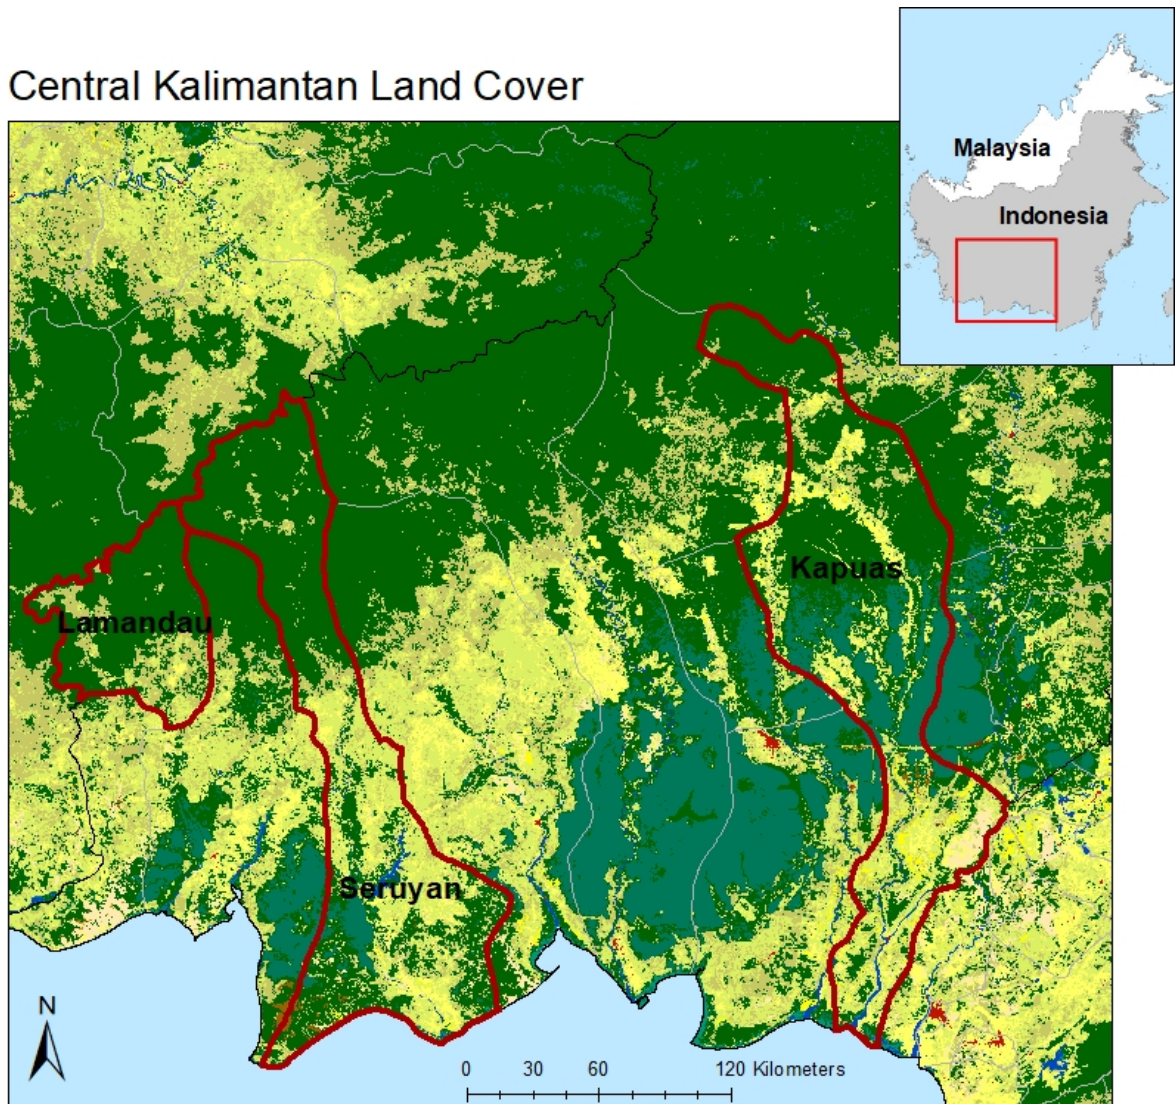 Central Kalimantan Land Cover
Malaysia
Indonesia
Kapuas
Lamandau
Seruyan
N
0 30 60 120 Kilometers